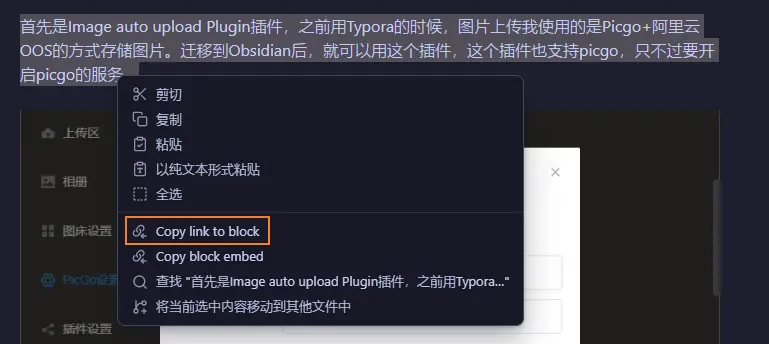 首先是Image auto upload Plugin插件，之前用Typora的时候，图片上传我使用的是Picgo+阿里云
OOS的方式存储图片。迁移到Obsidian后，就可以用这个插件，这个插件也支持picgo，只不过要开
启picgo的服务
剪切
复制
粘贴
以纯文本形式粘贴
全选
Copy link to block
Copy block embed
查找 "首先是Image auto upload Plugin插件，之前用Typora..."
将当前选中内容移动到其他文件中
上传区
相册
图床设置
PicGo设置
插件设置